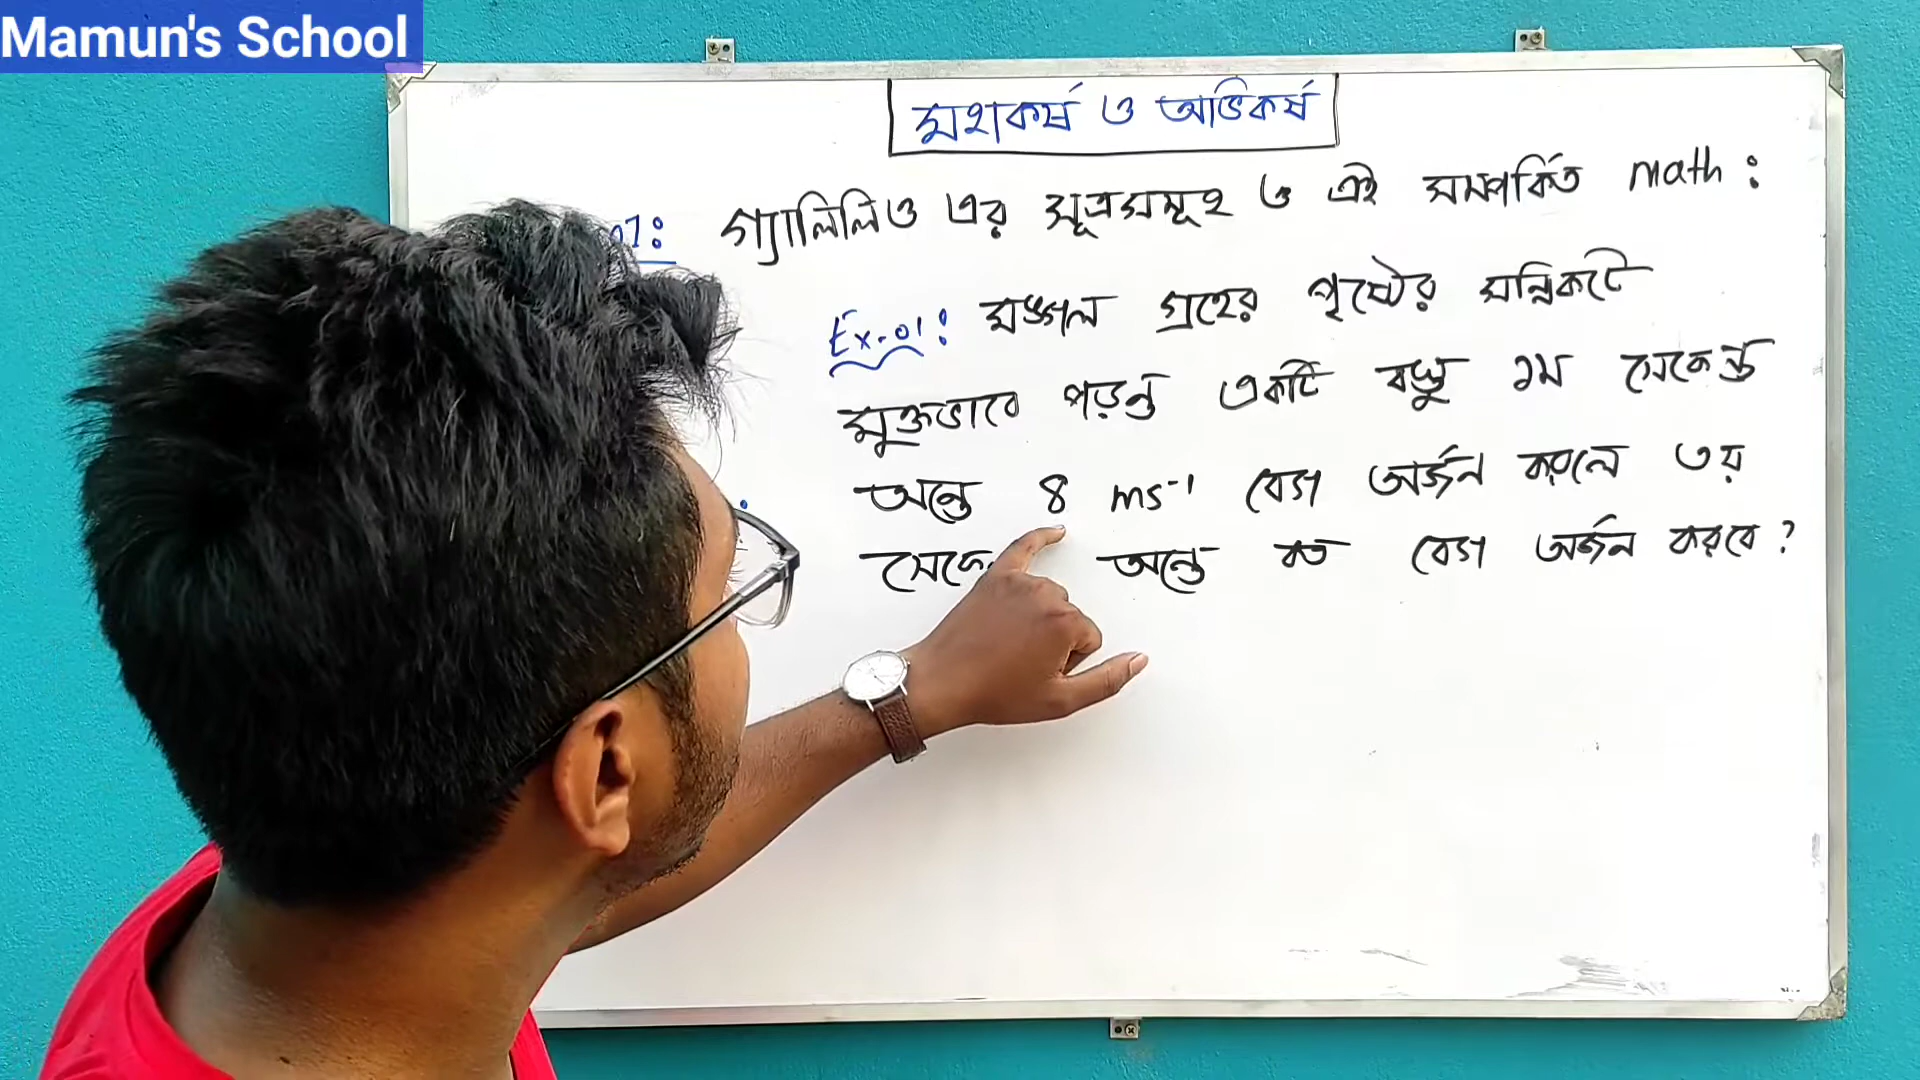 Mamun's School
মহাকর্ষ ও অভিকর্ষ
গ্যালিলিও এর সূত্রসমূহ ও এই সম্পর্কিত math :
Ex-01: মঙ্গল গ্রহের পৃষ্ঠের সন্নিকটে
মুক্তভাবে পড়ন্ত একটি বস্তু ১ম সেকেন্ড
অন্তে 8 ms⁻¹ বেগ অর্জন করলে ৩য়
অন্তে কত বেগ অর্জন করবে ?